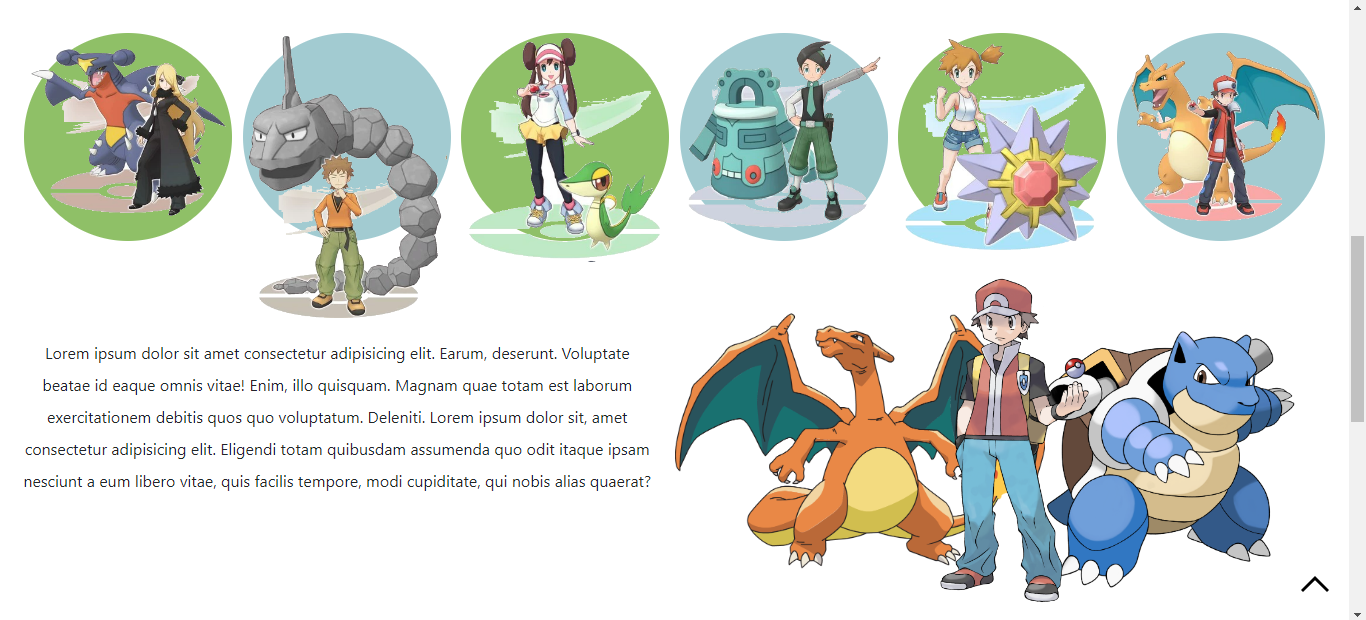 Lorem ipsum dolor sit amet consectetur adipisicing elit. Earum, deserunt. Voluptate
beatae id eaque omnis vitae! Enim, illo quisquam. Magnam quae totam est laborum
exercitationem debitis quos quo voluptatum. Deleniti. Lorem ipsum dolor sit, amet
consectetur adipisicing elit. Eligendi totam quibusdam assumenda quo odit itaque ipsam
nesciunt a eum libero vitae, quis facilis tempore, modi cupiditate, qui nobis alias quaerat?